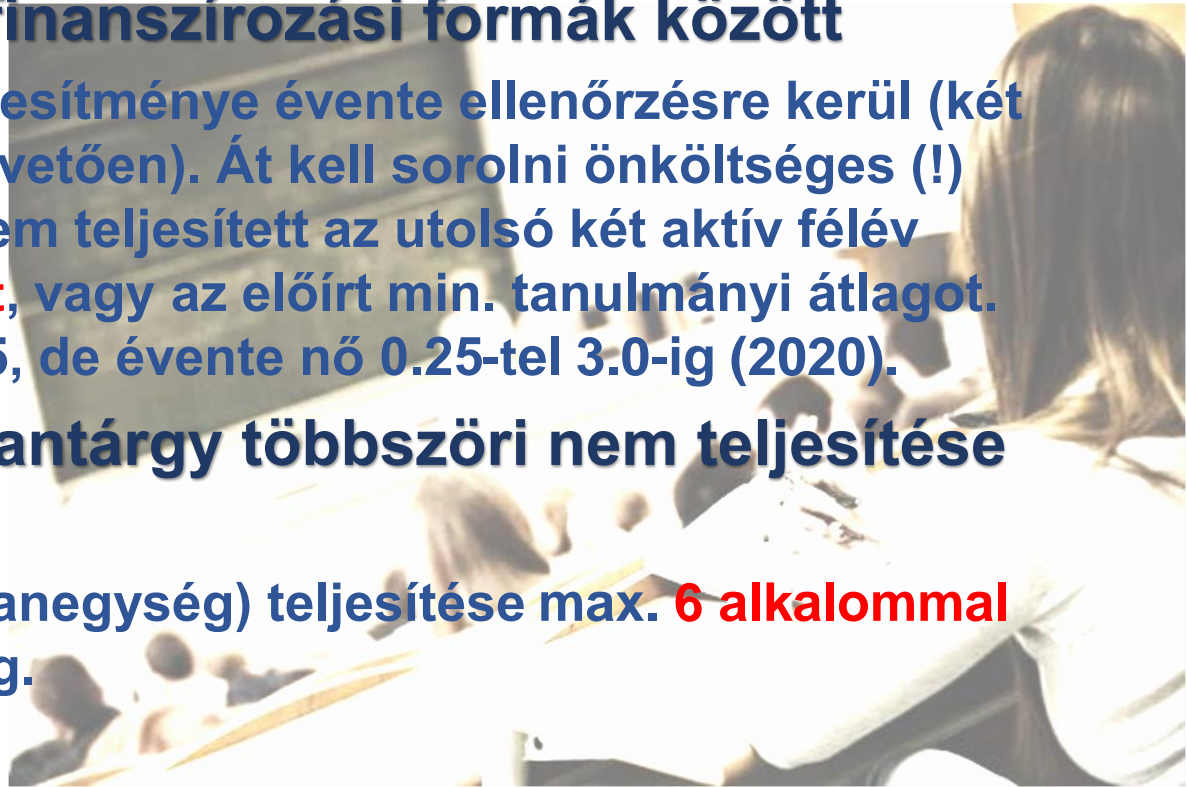 finanszírozási formák között
esítménye évente ellenőrzésre kerül (két
vetően). Át kell sorolni önköltséges (!)
em teljesített az utolsó két aktív félév
t, vagy az előírt min. tanulmányi átlagot.
5, de évente nő 0.25-tel 3.0-ig (2020).
antárgy többszöri nem teljesítése
anegység) teljesítése max. 6 alkalommal
g.